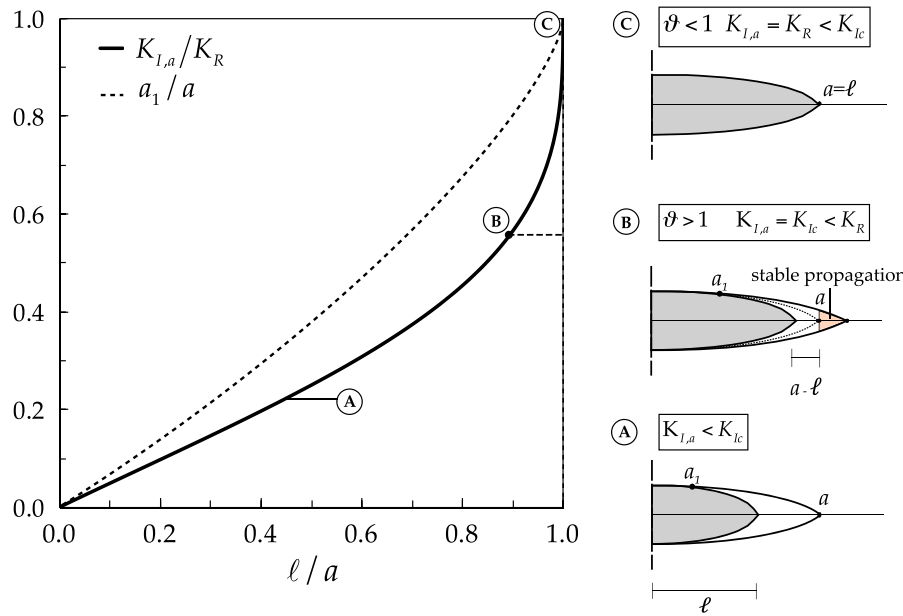 1.0
0.8
0.6
0.4
0.2
0.0
0.0 0.2 0.4 0.6 0.8 1.0
ℓ / a
K_{I,a}/K_R
a_1 / a
C
B
A
C
ϑ < 1 K_{I,a} = K_R < K_{Ic}
a=ℓ
B
ϑ > 1 K_{I,a} = K_{Ic} < K_R
stable propagation
a_1
a
a - ℓ
A
K_{I,a} < K_{Ic}
a_1
a
ℓ